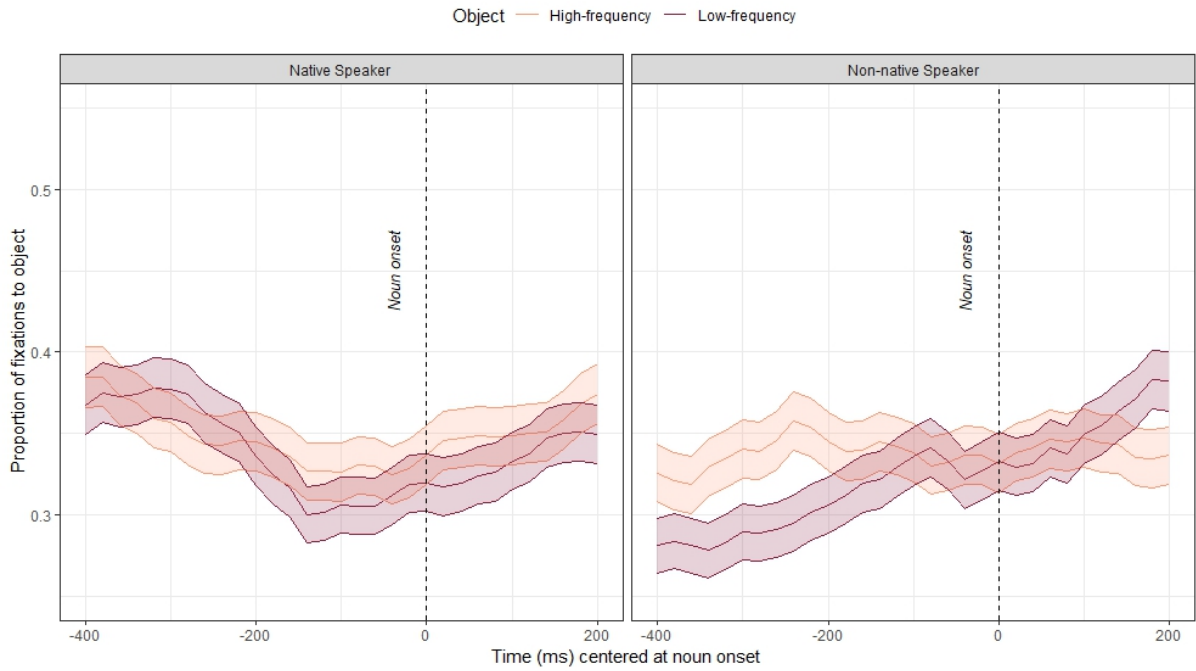 Object High-frequency Low-frequency
Native Speaker
Non-native Speaker
Proportion of fixations to object
0.5
0.4
0.3
Noun onset
Noun onset
-400 -200 0 200
-400 -200 0 200
Time (ms) centered at noun onset